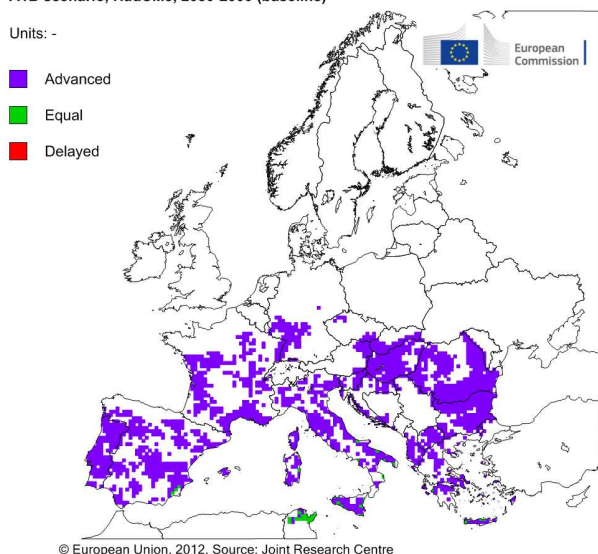 Units: -
European
Commission
Advanced
Equal
Delayed
© European Union, 2012. Source: Joint Research Centre